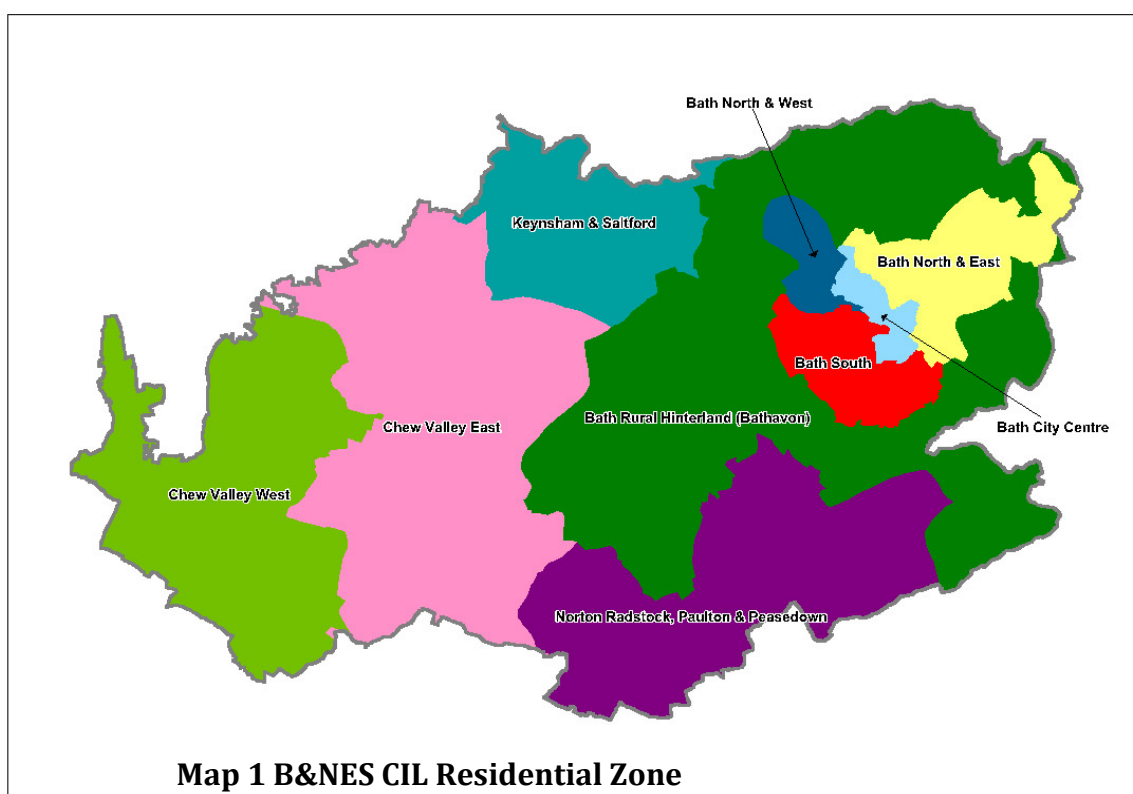 Bath North & West
Keynsham & Saltford
Bath North & East
Bath South
Bath Rural Hinterland (Bathavon)
Chew Valley East
Bath City Centre
Chew Valley West
Norton Radstock, Paulton & Peasedown
Map 1 B&NES CIL Residential Zone